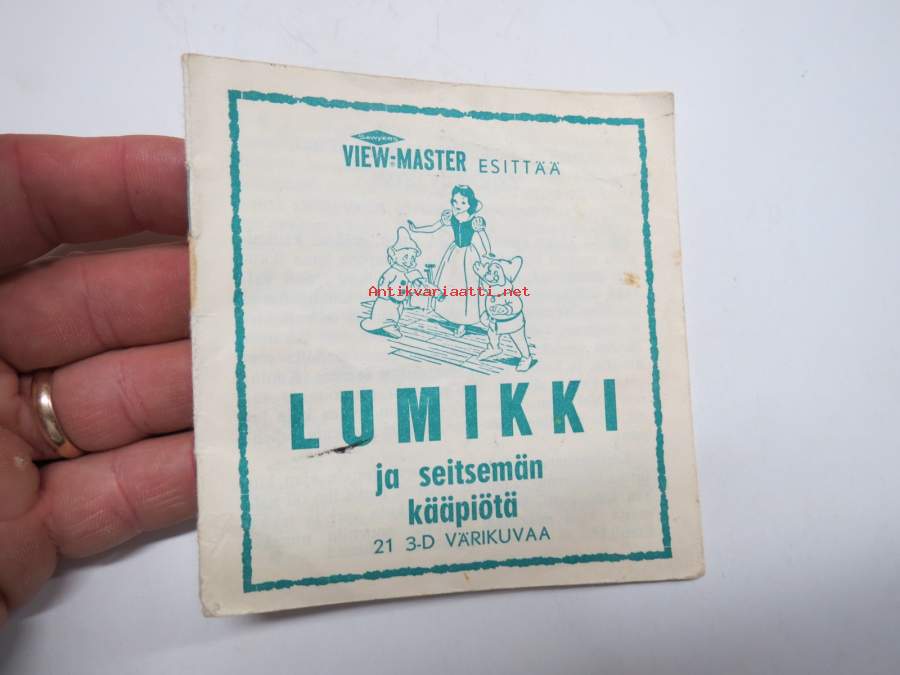 SAWYER'S
VIEW-MASTER ESITTÄÄ
Antikvariaatti.net
LUMIKKI
ja seitsemän
kääpiötä
21 3-D VÄRIKUVAA